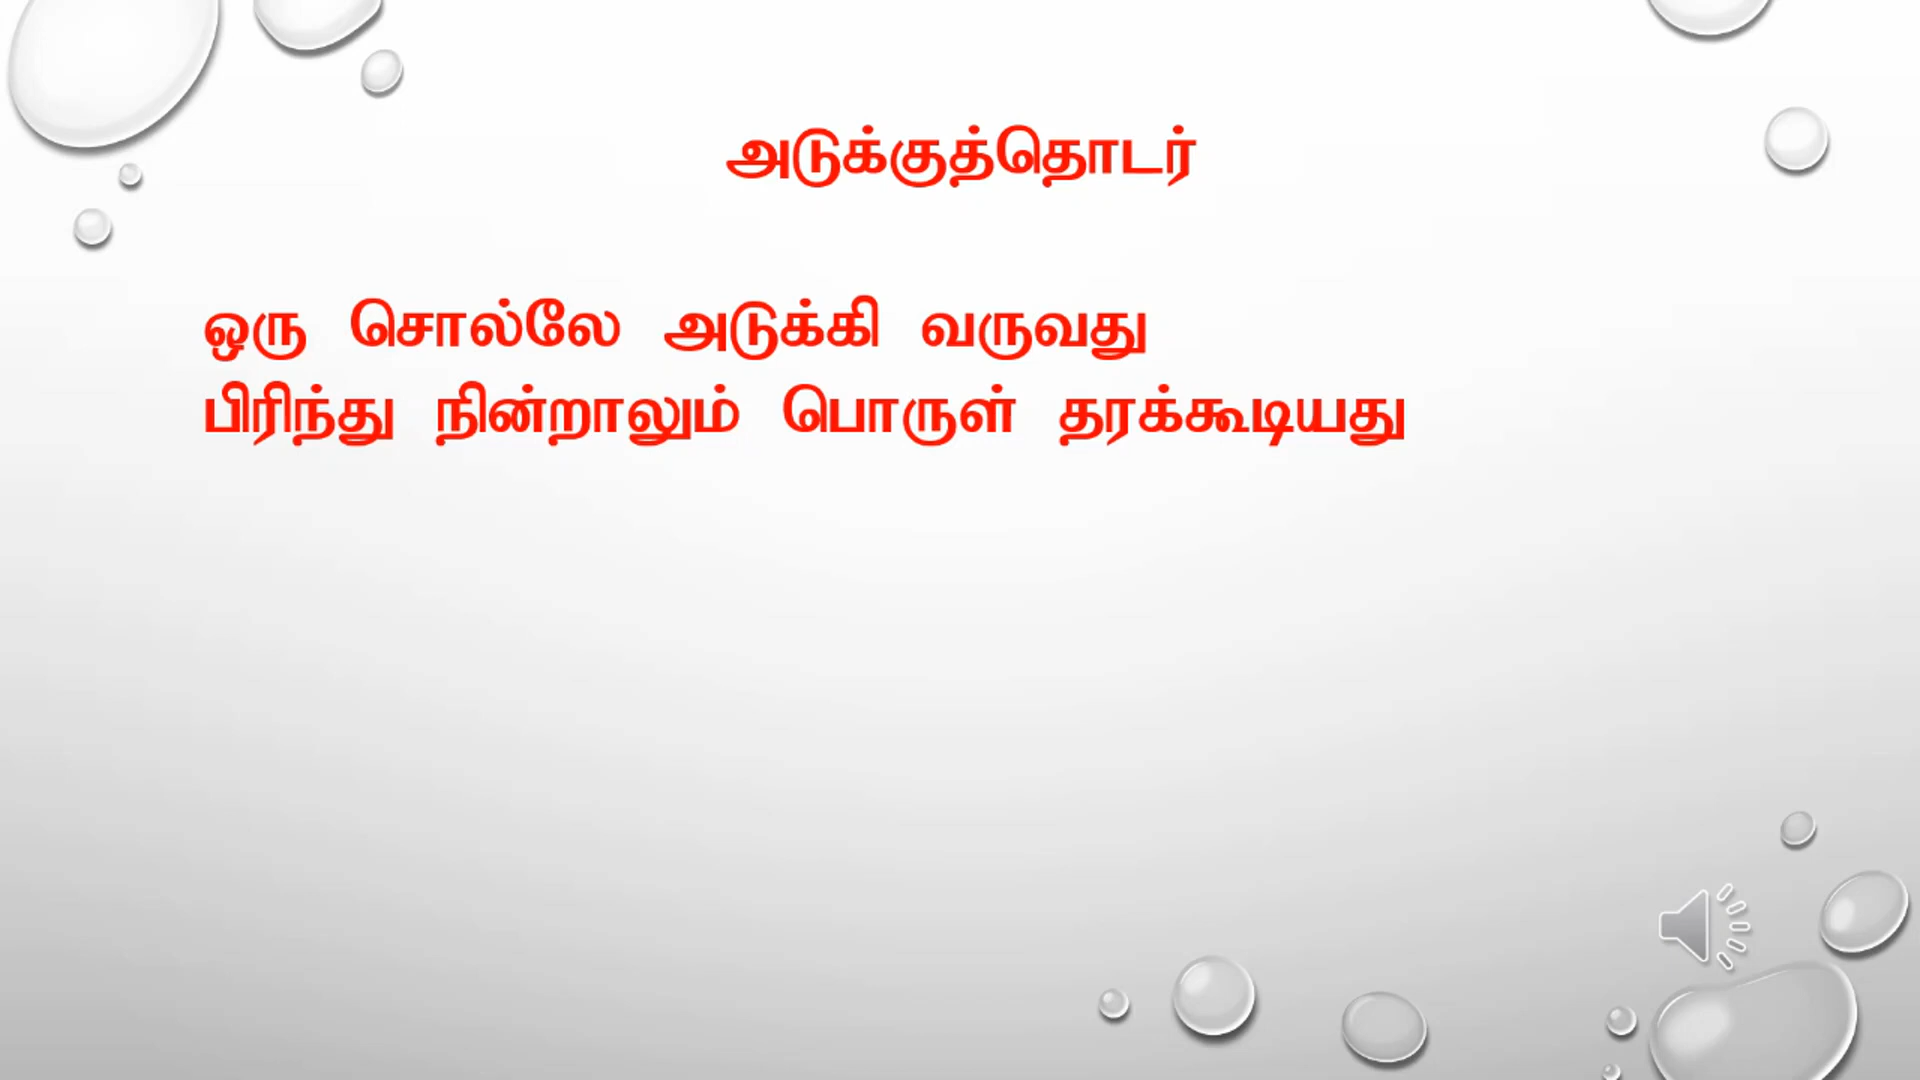 அடுக்குத்தொடர்
ஒரு சொல்லே அடுக்கி வருவது
பிரிந்து நின்றாலும் பொருள் தரக்கூடியது